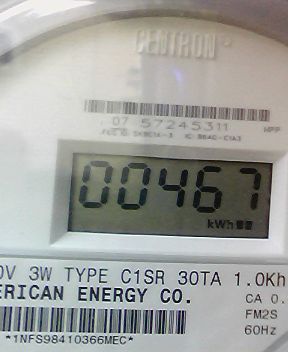 CENTRON®
07 57245311
00467
kWh
0V 3W TYPE C1SR 30TA 1.0Kh
ERICAN ENERGY CO.
CA 0.
FM2S
60Hz
*1NFS98410366MEC*